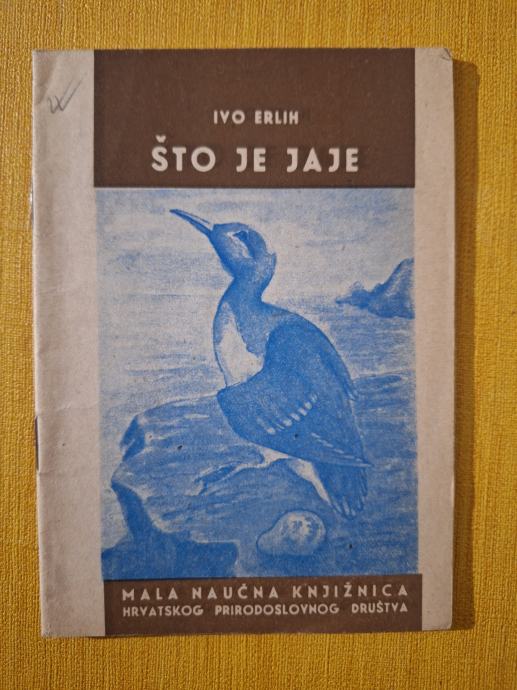 IVO ERLIH
ŠTO JE JAJE
MALA NAUČNA KNJIŽNICA
HRVATSKOG PRIRODOSLOVNOG DRUŠTVA